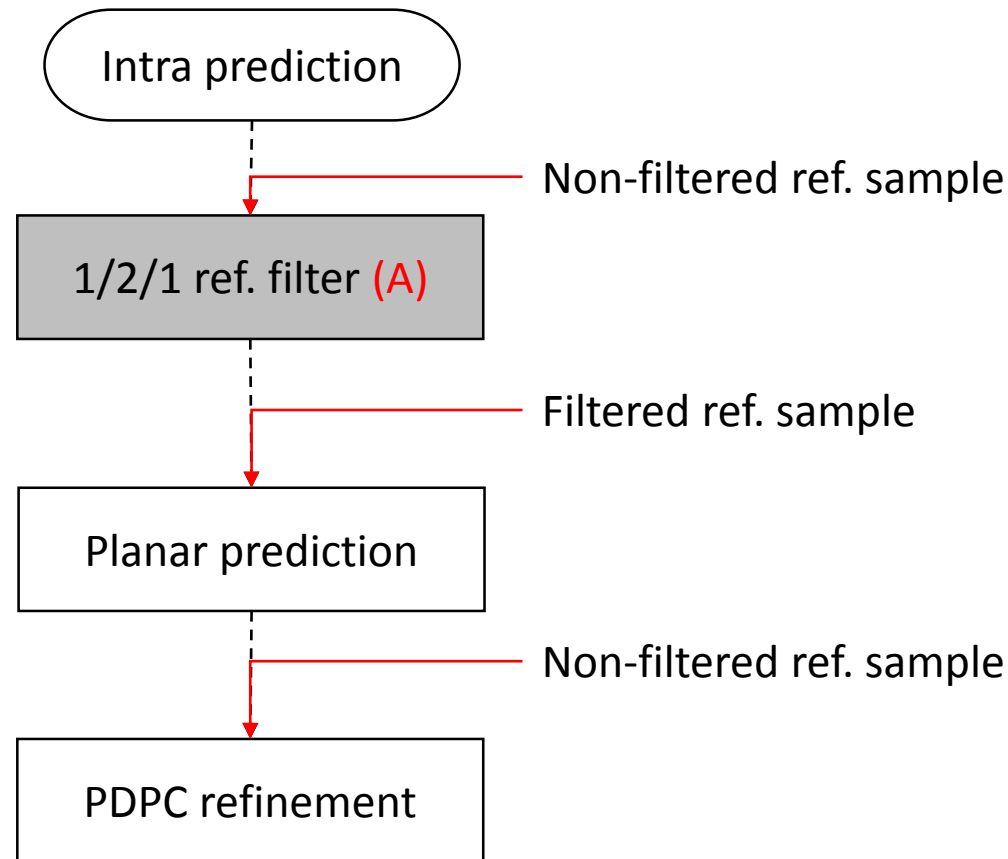 Intra prediction
Non-filtered ref. sample
1/2/1 ref. filter (A)
Filtered ref. sample
Planar prediction
Non-filtered ref. sample
PDPC refinement